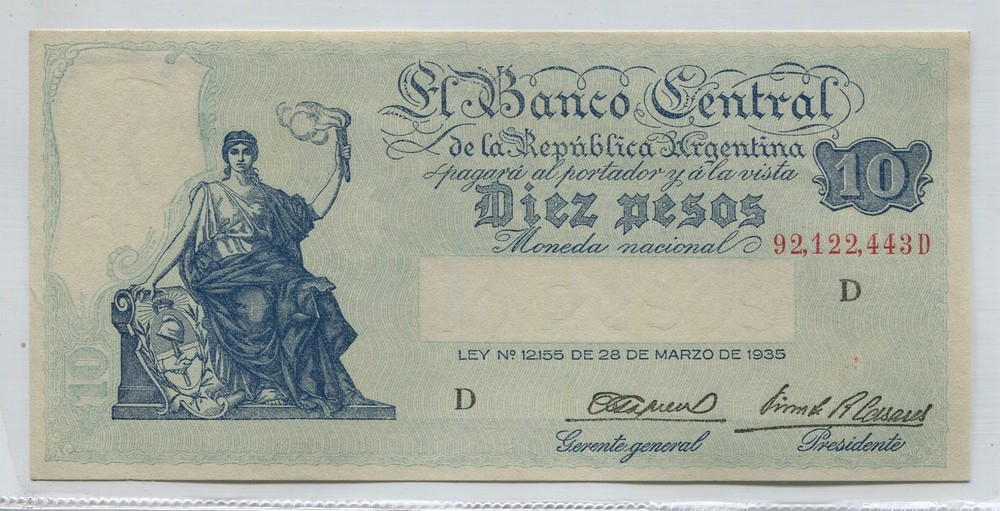 El Banco Central
de la República Argentina
pagará al portador y á la vista
10
Diez pesos
Moneda nacional
92,122,443D
D
LEY Nº 12.155 DE 28 DE MARZO DE 1935
10
D
Gerente general
Presidente